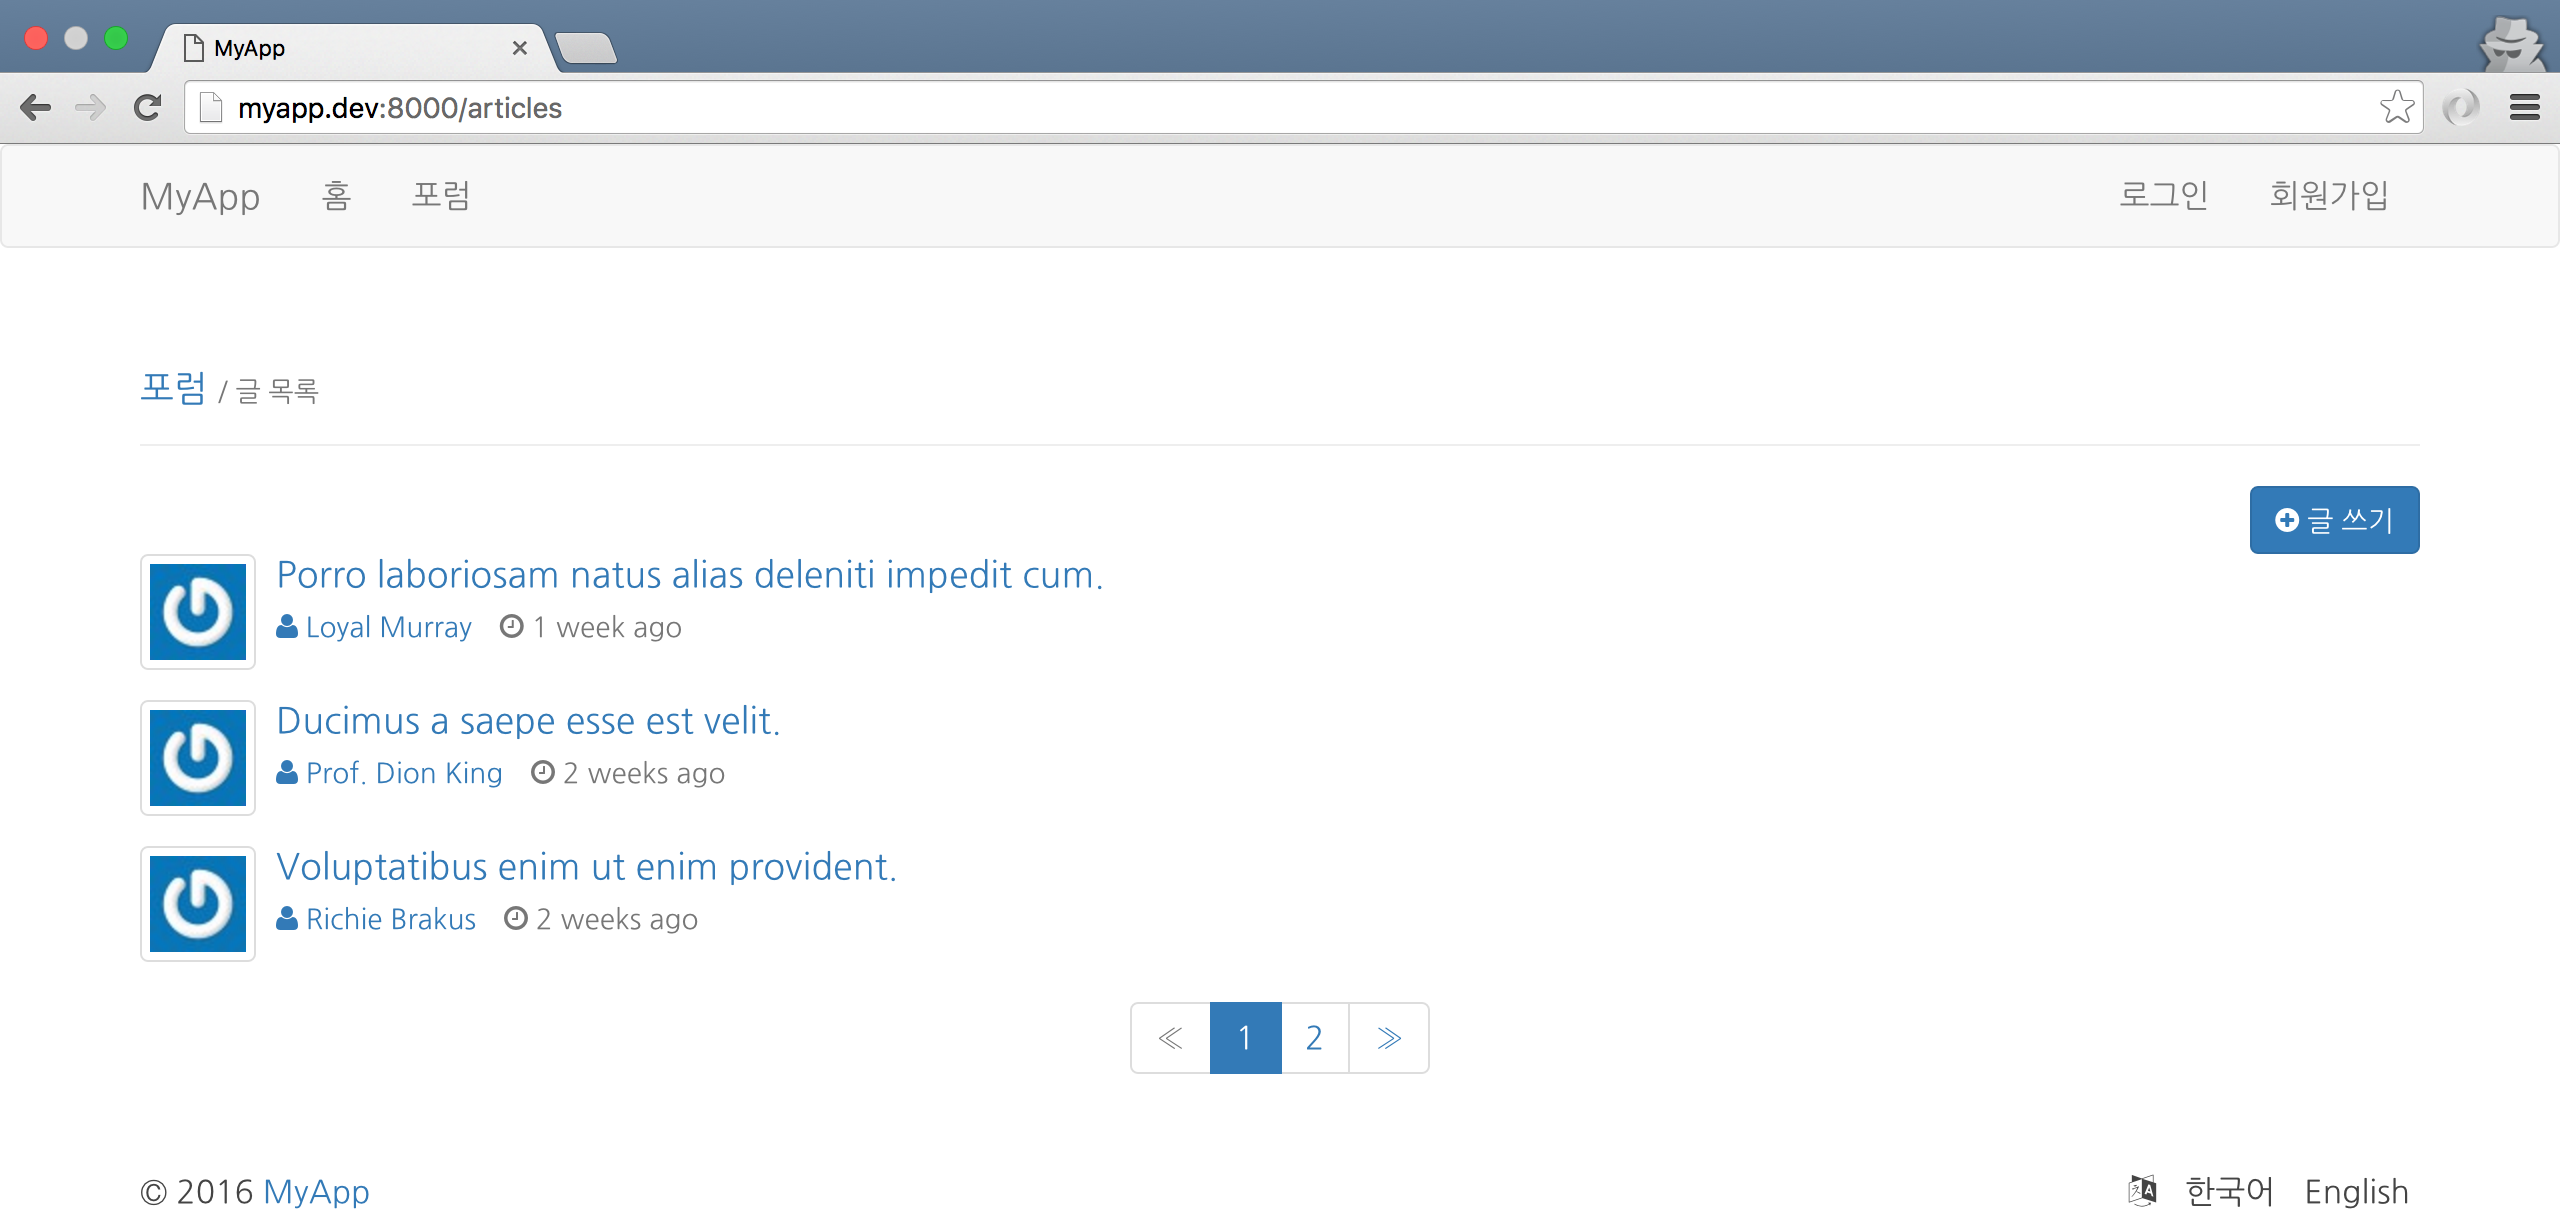 MyApp
myapp.dev:8000/articles
MyApp 홈 포럼 로그인 회원가입
포럼 / 글 목록
글 쓰기
Porro laboriosam natus alias deleniti impedit cum.
Loyal Murray 1 week ago
Ducimus a saepe esse est velit.
Prof. Dion King 2 weeks ago
Voluptatibus enim ut enim provident.
Richie Brakus 2 weeks ago
≪ 1 2 ≫
© 2016 MyApp 한국어 English